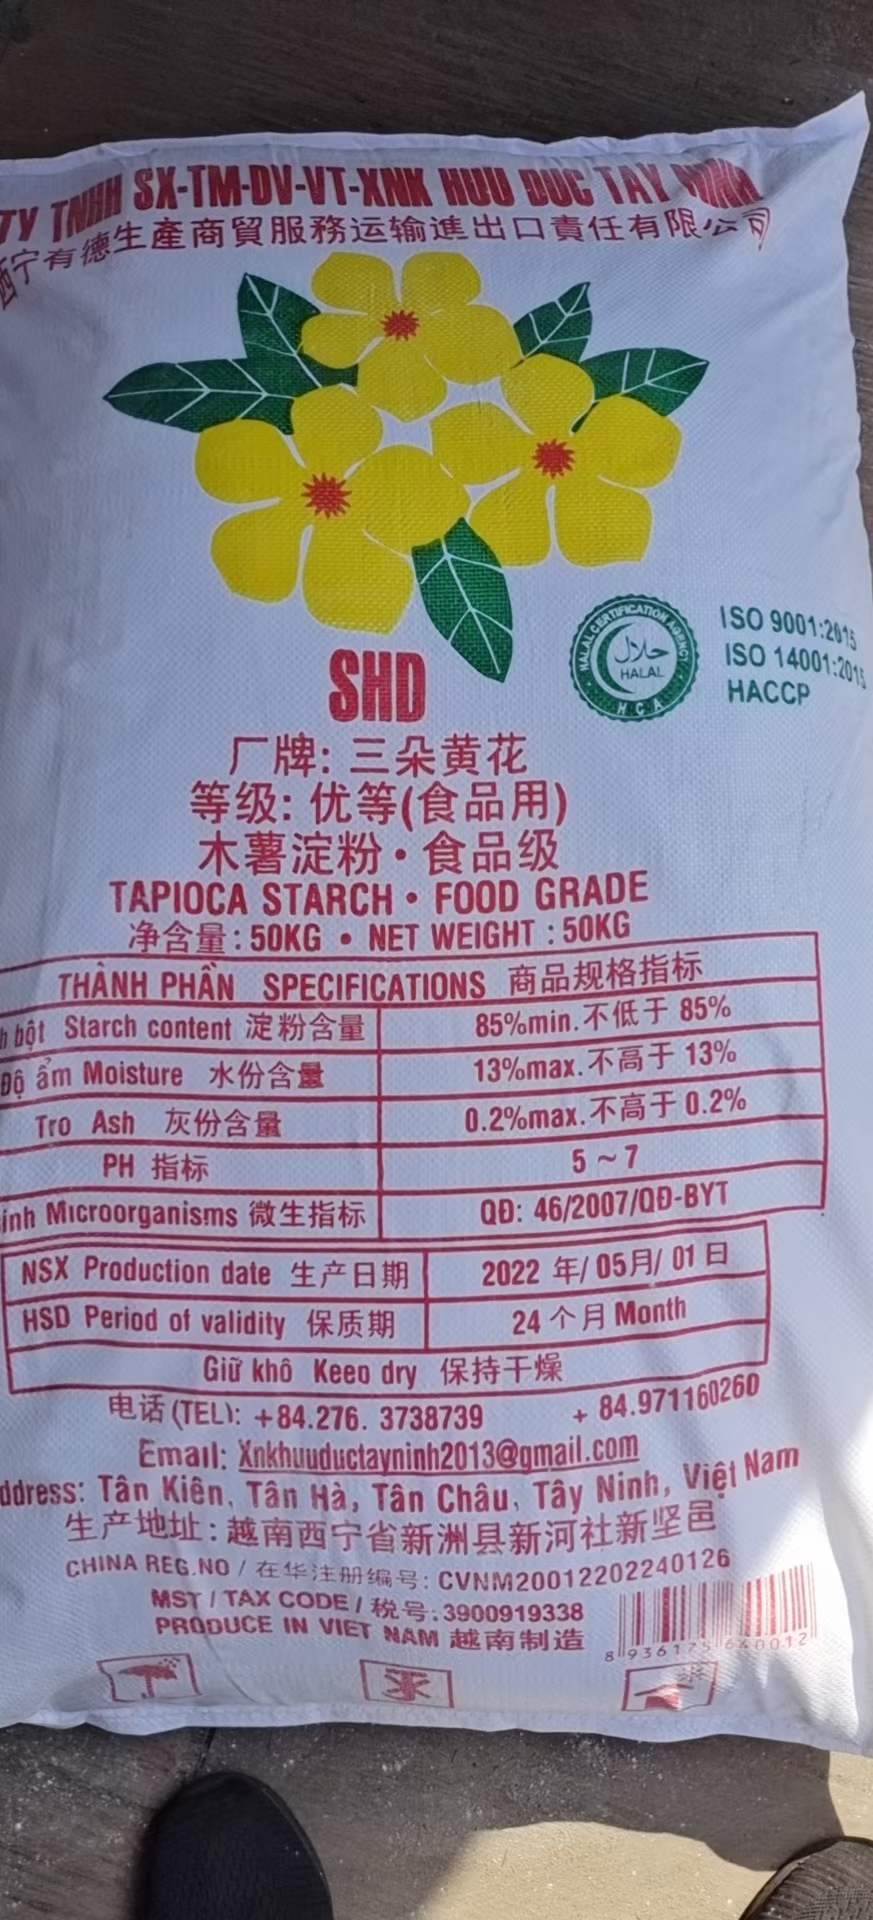 TY TNHH SX-TM-DV-VT-XNK HUU DUC TAY NINH
西宁有德生產商貿服務运输進出口責任有限公司
SHD
HALAL CERTIFICATION AGENCY
حلال
HALAL
HCA
ISO 9001:2015
ISO 14001:2015
HACCP
厂牌: 三朵黄花
等级: 优等(食品用)
木薯淀粉 • 食品级
TAPIOCA STARCH • FOOD GRADE
净含量: 50KG • NET WEIGHT : 50KG
THÀNH PHẦN SPECIFICATIONS 商品规格指标
h bột Starch content 淀粉含量 85%min.不低于 85%
Độ ẩm Moisture 水份含量 13%max.不高于 13%
Tro Ash 灰份含量 0.2%max.不高于 0.2%
PH 指标 5 ~ 7
inh Microorganisms 微生指标 QĐ: 46/2007/QĐ-BYT
NSX Production date 生产日期 2022 年/ 05月/ 01 日
HSD Period of validity 保质期 24 个月 Month
Giữ khô Keep dry 保持干燥
电话 (TEL): +84.276. 3738739 + 84.971160260
Email: Xnkhuuductayninh2013@gmail.com
ddress: Tân Kiên, Tân Hà, Tân Châu, Tây Ninh, Việt Nam
生产地址: 越南西宁省新洲县新河社新坚邑
CHINA REG.NO / 在华注册编号: CVNM20012202240126
MST / TAX CODE / 税号: 3900919338
PRODUCE IN VIET NAM 越南制造
8 936175 640012